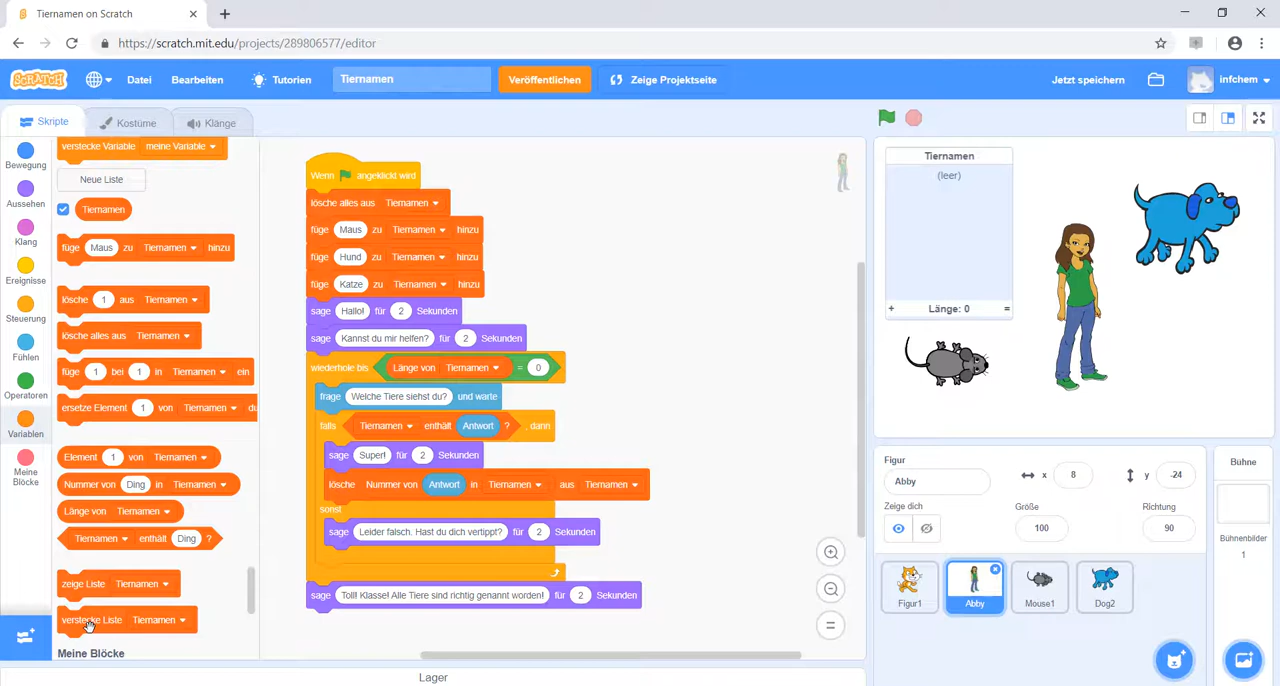 Tiernamen on Scratch
https://scratch.mit.edu/projects/289806577/editor
SCRATCH
Datei
Bearbeiten
Tutorien
Tiernamen
Veröffentlichen
Zeige Projektseite
Jetzt speichern
infchem
Skripte
Kostüme
Klänge
Bewegung
Aussehen
Klang
Ereignisse
Steuerung
Fühlen
Operatoren
Variablen
Meine
Blöcke
verstecke Variable meine Variable
Neue Liste
Tiernamen
füge Maus zu Tiernamen hinzu
lösche 1 aus Tiernamen
lösche alles aus Tiernamen
füge 1 bei 1 in Tiernamen ein
ersetze Element 1 von Tiernamen du
Element 1 von Tiernamen
Nummer von Ding in Tiernamen
Länge von Tiernamen
Tiernamen enthält Ding ?
zeige Liste Tiernamen
verstecke Liste Tiernamen
Meine Blöcke
Wenn angeklickt wird
lösche alles aus Tiernamen
füge Maus zu Tiernamen hinzu
füge Hund zu Tiernamen hinzu
füge Katze zu Tiernamen hinzu
sage Hallo! für 2 Sekunden
sage Kannst du mir helfen? für 2 Sekunden
wiederhole bis Länge von Tiernamen = 0
frage Welche Tiere siehst du? und warte
falls Tiernamen enthält Antwort ? , dann
sage Super! für 2 Sekunden
lösche Nummer von Antwort in Tiernamen aus Tiernamen
sonst
sage Leider falsch. Hast du dich vertippt? für 2 Sekunden
sage Toll! Klasse! Alle Tiere sind richtig genannt worden! für 2 Sekunden
Lager
Tiernamen
(leer)
+ Länge: 0 =
Figur
Abby
x 8
y -24
Zeige dich
Größe
100
Richtung
90
Figur1
Abby
Mouse1
Dog2
Bühne
Bühnenbilder
1